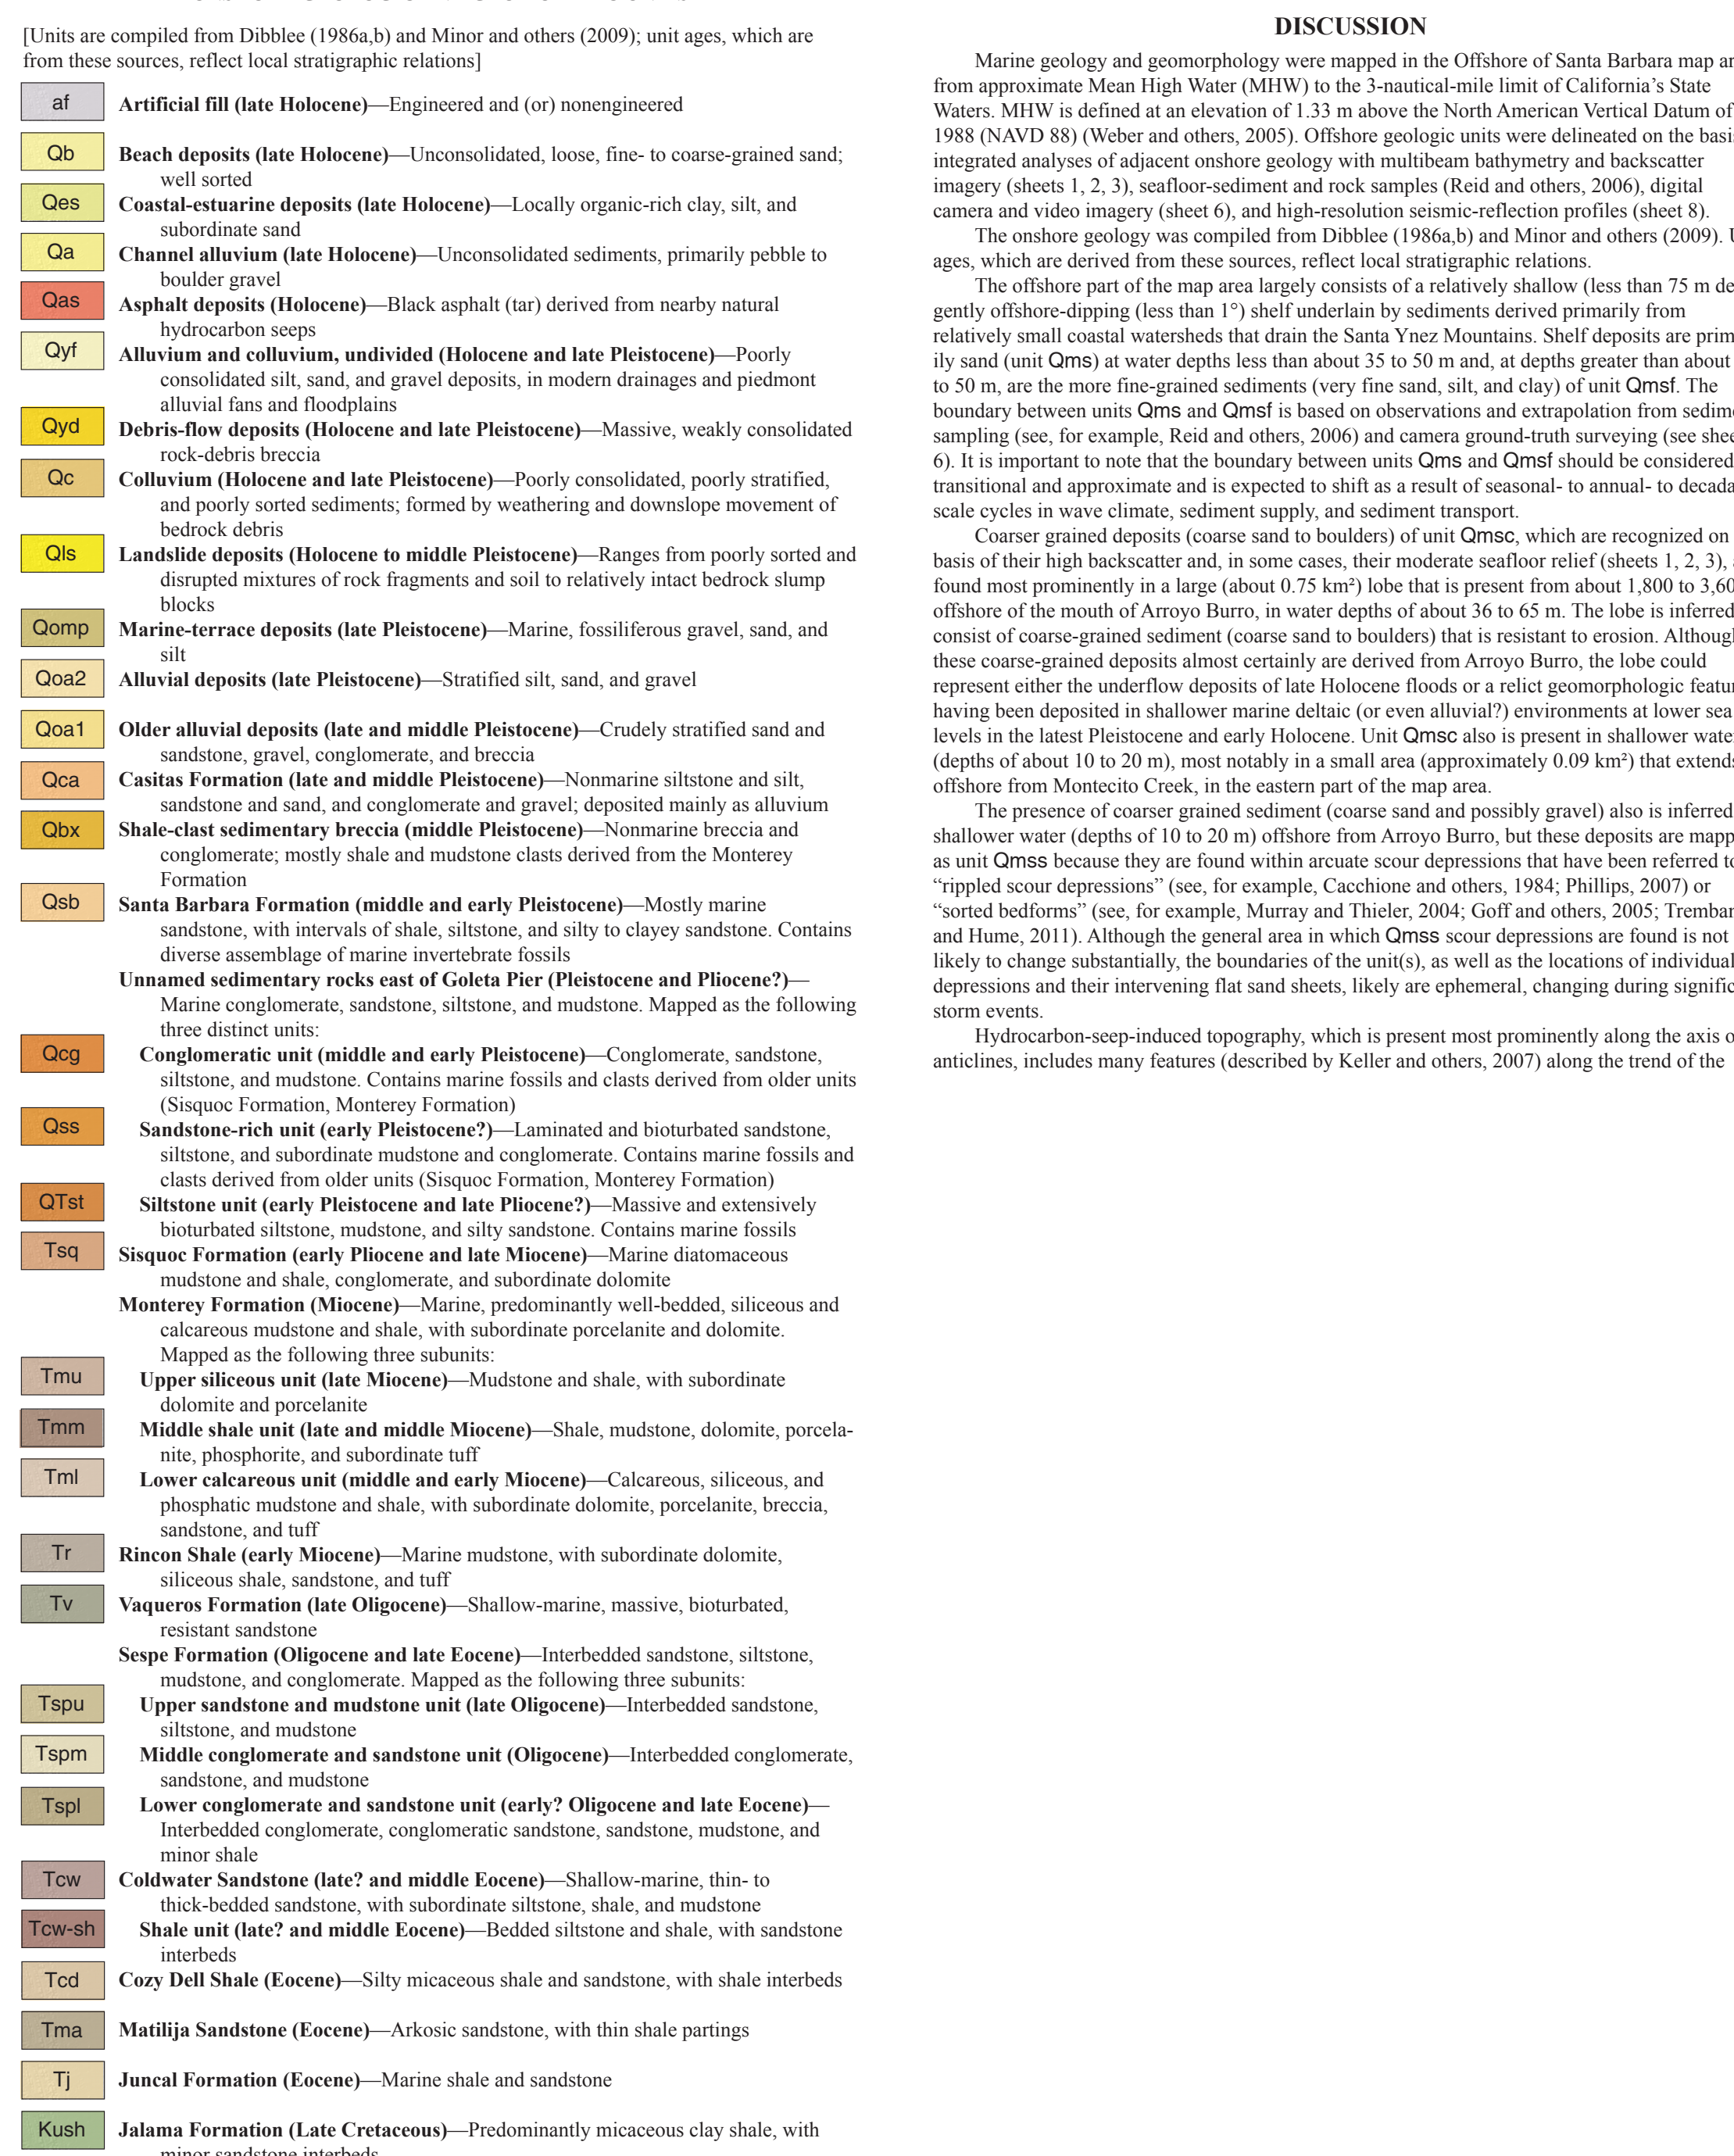 [Units are compiled from Dibblee (1986a,b) and Minor and others (2009); unit ages, which are
from these sources, reflect local stratigraphic relations]
af Artificial fill (late Holocene)—Engineered and (or) nonengineered
Qb Beach deposits (late Holocene)—Unconsolidated, loose, fine- to coarse-grained sand;
well sorted
Qes Coastal-estuarine deposits (late Holocene)—Locally organic-rich clay, silt, and
subordinate sand
Qa Channel alluvium (late Holocene)—Unconsolidated sediments, primarily pebble to
boulder gravel
Qas Asphalt deposits (Holocene)—Black asphalt (tar) derived from nearby natural
hydrocarbon seeps
Qyf Alluvium and colluvium, undivided (Holocene and late Pleistocene)—Poorly
consolidated silt, sand, and gravel deposits, in modern drainages and piedmont
alluvial fans and floodplains
Qyd Debris-flow deposits (Holocene and late Pleistocene)—Massive, weakly consolidated
rock-debris breccia
Qc Colluvium (Holocene and late Pleistocene)—Poorly consolidated, poorly stratified,
and poorly sorted sediments; formed by weathering and downslope movement of
bedrock debris
Qls Landslide deposits (Holocene to middle Pleistocene)—Ranges from poorly sorted and
disrupted mixtures of rock fragments and soil to relatively intact bedrock slump
blocks
Qomp Marine-terrace deposits (late Pleistocene)—Marine, fossiliferous gravel, sand, and
silt
Qoa2 Alluvial deposits (late Pleistocene)—Stratified silt, sand, and gravel
Qoa1 Older alluvial deposits (late and middle Pleistocene)—Crudely stratified sand and
sandstone, gravel, conglomerate, and breccia
Qca Casitas Formation (late and middle Pleistocene)—Nonmarine siltstone and silt,
sandstone and sand, and conglomerate and gravel; deposited mainly as alluvium
Qbx Shale-clast sedimentary breccia (middle Pleistocene)—Nonmarine breccia and
conglomerate; mostly shale and mudstone clasts derived from the Monterey
Formation
Qsb Santa Barbara Formation (middle and early Pleistocene)—Mostly marine
sandstone, with intervals of shale, siltstone, and silty to clayey sandstone. Contains
diverse assemblage of marine invertebrate fossils
Unnamed sedimentary rocks east of Goleta Pier (Pleistocene and Pliocene?)—
Marine conglomerate, sandstone, siltstone, and mudstone. Mapped as the following
three distinct units:
Qcg Conglomeratic unit (middle and early Pleistocene)—Conglomerate, sandstone,
siltstone, and mudstone. Contains marine fossils and clasts derived from older units
(Sisquoc Formation, Monterey Formation)
Qss Sandstone-rich unit (early Pleistocene?)—Laminated and bioturbated sandstone,
siltstone, and subordinate mudstone and conglomerate. Contains marine fossils and
clasts derived from older units (Sisquoc Formation, Monterey Formation)
QTst Siltstone unit (early Pleistocene and late Pliocene?)—Massive and extensively
bioturbated siltstone, mudstone, and silty sandstone. Contains marine fossils
Tsq Sisquoc Formation (early Pliocene and late Miocene)—Marine diatomaceous
mudstone and shale, conglomerate, and subordinate dolomite
Monterey Formation (Miocene)—Marine, predominantly well-bedded, siliceous and
calcareous mudstone and shale, with subordinate porcelanite and dolomite.
Mapped as the following three subunits:
Tmu Upper siliceous unit (late Miocene)—Mudstone and shale, with subordinate
dolomite and porcelanite
Tmm Middle shale unit (late and middle Miocene)—Shale, mudstone, dolomite, porcela-
nite, phosphorite, and subordinate tuff
Tml Lower calcareous unit (middle and early Miocene)—Calcareous, siliceous, and
phosphatic mudstone and shale, with subordinate dolomite, porcelanite, breccia,
sandstone, and tuff
Tr Rincon Shale (early Miocene)—Marine mudstone, with subordinate dolomite,
siliceous shale, sandstone, and tuff
Tv Vaqueros Formation (late Oligocene)—Shallow-marine, massive, bioturbated,
resistant sandstone
Sespe Formation (Oligocene and late Eocene)—Interbedded sandstone, siltstone,
mudstone, and conglomerate. Mapped as the following three subunits:
Tspu Upper sandstone and mudstone unit (late Oligocene)—Interbedded sandstone,
siltstone, and mudstone
Tspm Middle conglomerate and sandstone unit (Oligocene)—Interbedded conglomerate,
sandstone, and mudstone
Tspl Lower conglomerate and sandstone unit (early? Oligocene and late Eocene)—
Interbedded conglomerate, conglomeratic sandstone, sandstone, mudstone, and
minor shale
Tcw Coldwater Sandstone (late? and middle Eocene)—Shallow-marine, thin- to
thick-bedded sandstone, with subordinate siltstone, shale, and mudstone
Tcw-sh Shale unit (late? and middle Eocene)—Bedded siltstone and shale, with sandstone
interbeds
Tcd Cozy Dell Shale (Eocene)—Silty micaceous shale and sandstone, with shale interbeds
Tma Matilija Sandstone (Eocene)—Arkosic sandstone, with thin shale partings
Tj Juncal Formation (Eocene)—Marine shale and sandstone
Kush Jalama Formation (Late Cretaceous)—Predominantly micaceous clay shale, with
minor sandstone interbeds
DISCUSSION
Marine geology and geomorphology were mapped in the Offshore of Santa Barbara map ar
from approximate Mean High Water (MHW) to the 3-nautical-mile limit of California's State
Waters. MHW is defined at an elevation of 1.33 m above the North American Vertical Datum of
1988 (NAVD 88) (Weber and others, 2005). Offshore geologic units were delineated on the basi
integrated analyses of adjacent onshore geology with multibeam bathymetry and backscatter
imagery (sheets 1, 2, 3), seafloor-sediment and rock samples (Reid and others, 2006), digital
camera and video imagery (sheet 6), and high-resolution seismic-reflection profiles (sheet 8).
The onshore geology was compiled from Dibblee (1986a,b) and Minor and others (2009). U
ages, which are derived from these sources, reflect local stratigraphic relations.
The offshore part of the map area largely consists of a relatively shallow (less than 75 m de
gently offshore-dipping (less than 1°) shelf underlain by sediments derived primarily from
relatively small coastal watersheds that drain the Santa Ynez Mountains. Shelf deposits are prim
ily sand (unit Qms) at water depths less than about 35 to 50 m and, at depths greater than about
to 50 m, are the more fine-grained sediments (very fine sand, silt, and clay) of unit Qmsf. The
boundary between units Qms and Qmsf is based on observations and extrapolation from sedime
sampling (see, for example, Reid and others, 2006) and camera ground-truth surveying (see shee
6). It is important to note that the boundary between units Qms and Qmsf should be considered
transitional and approximate and is expected to shift as a result of seasonal- to annual- to decada
scale cycles in wave climate, sediment supply, and sediment transport.
Coarser grained deposits (coarse sand to boulders) of unit Qmsc, which are recognized on
basis of their high backscatter and, in some cases, their moderate seafloor relief (sheets 1, 2, 3), a
found most prominently in a large (about 0.75 km²) lobe that is present from about 1,800 to 3,60
offshore of the mouth of Arroyo Burro, in water depths of about 36 to 65 m. The lobe is inferred
consist of coarse-grained sediment (coarse sand to boulders) that is resistant to erosion. Although
these coarse-grained deposits almost certainly are derived from Arroyo Burro, the lobe could
represent either the underflow deposits of late Holocene floods or a relict geomorphologic featur
having been deposited in shallower marine deltaic (or even alluvial?) environments at lower sea
levels in the latest Pleistocene and early Holocene. Unit Qmsc also is present in shallower water
(depths of about 10 to 20 m), most notably in a small area (approximately 0.09 km²) that extends
offshore from Montecito Creek, in the eastern part of the map area.
The presence of coarser grained sediment (coarse sand and possibly gravel) also is inferred
shallower water (depths of 10 to 20 m) offshore from Arroyo Burro, but these deposits are mapp
as unit Qmss because they are found within arcuate scour depressions that have been referred to
“rippled scour depressions” (see, for example, Cacchione and others, 1984; Phillips, 2007) or
“sorted bedforms” (see, for example, Murray and Thieler, 2004; Goff and others, 2005; Tremban
and Hume, 2011). Although the general area in which Qmss scour depressions are found is not
likely to change substantially, the boundaries of the unit(s), as well as the locations of individual
depressions and their intervening flat sand sheets, likely are ephemeral, changing during signific
storm events.
Hydrocarbon-seep-induced topography, which is present most prominently along the axis o
anticlines, includes many features (described by Keller and others, 2007) along the trend of the